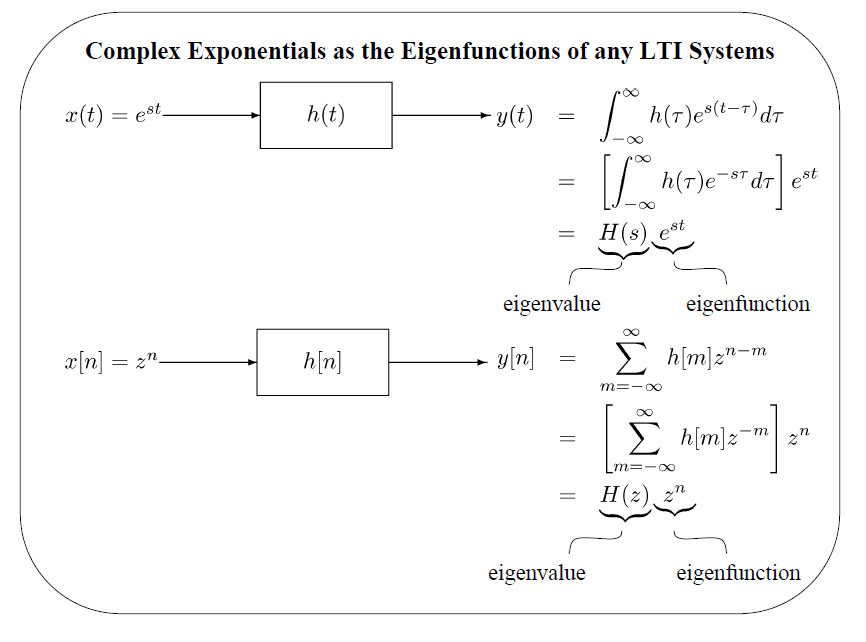 Complex Exponentials as the Eigenfunctions of any LTI Systems
x(t) = e^{st} h(t) y(t) = ∫_{-∞}^{∞} h(τ)e^{s(t−τ)}dτ
= [∫_{-∞}^{∞} h(τ)e^{−sτ}dτ] e^{st}
= H(s) e^{st}
eigenvalue eigenfunction
x[n] = z^n h[n] y[n] = ∑_{m=−∞}^{∞} h[m]z^{n−m}
= [∑_{m=−∞}^{∞} h[m]z^{−m}] z^n
= H(z) z^n
eigenvalue eigenfunction